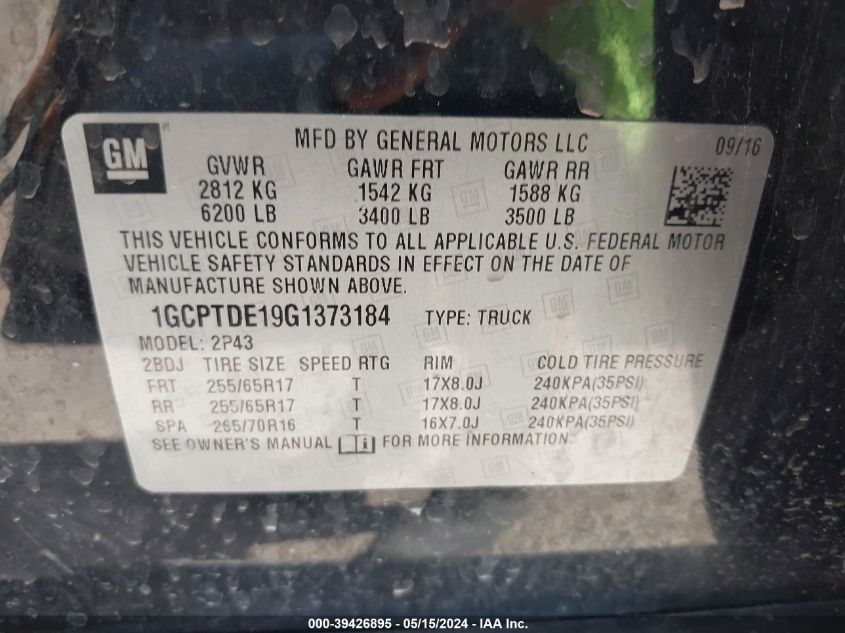 GM
MFD BY GENERAL MOTORS LLC 09/16
GVWR GAWR FRT GAWR RR
2812 KG 1542 KG 1588 KG
6200 LB 3400 LB 3500 LB
THIS VEHICLE CONFORMS TO ALL APPLICABLE U.S. FEDERAL MOTOR
VEHICLE SAFETY STANDARDS IN EFFECT ON THE DATE OF
MANUFACTURE SHOWN ABOVE.
1GCPTDE19G1373184 TYPE: TRUCK
MODEL: 2P43
2BDJ TIRE SIZE SPEED RTG RIM COLD TIRE PRESSURE
FRT 255/65R17 T 17X8.0J 240KPA(35PSI)
RR 255/65R17 T 17X8.0J 240KPA(35PSI)
SPA 265/70R16 T 16X7.0J 240KPA(35PSI)
SEE OWNER'S MANUAL FOR MORE INFORMATION.
000-39426895 - 05/15/2024 - IAA Inc.